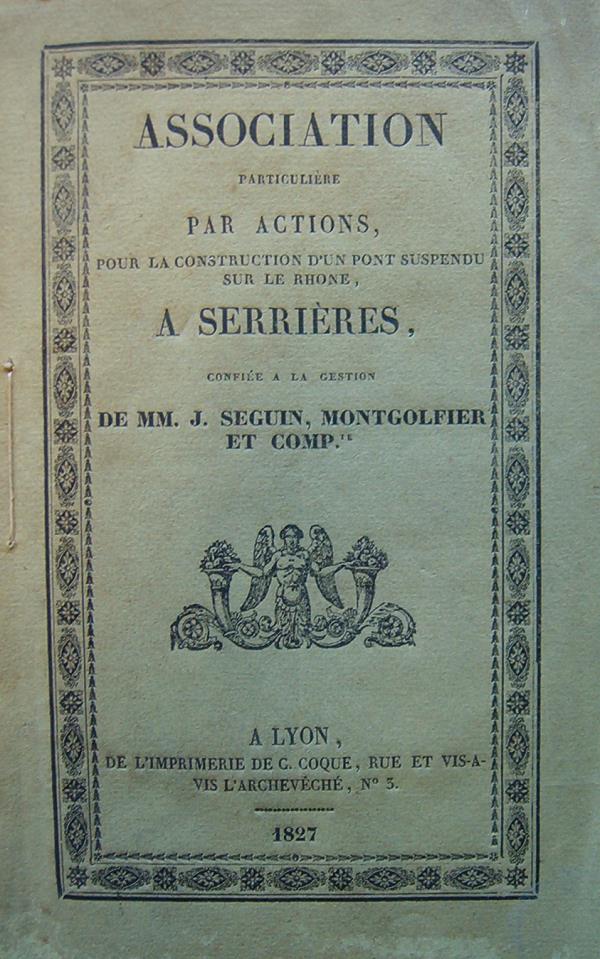 ASSOCIATION
PARTICULIÈRE
PAR ACTIONS,
POUR LA CONSTRUCTION D'UN PONT SUSPENDU
SUR LE RHONE,
A SERRIÈRES,
CONFIÉE A LA GESTION
DE MM. J. SEGUIN, MONTGOLFIER
ET COMP.IE
A LYON,
DE L'IMPRIMERIE DE C. COQUE, RUE ET VIS-A-
VIS L'ARCHEVÊCHÉ, Nº 3.
1827